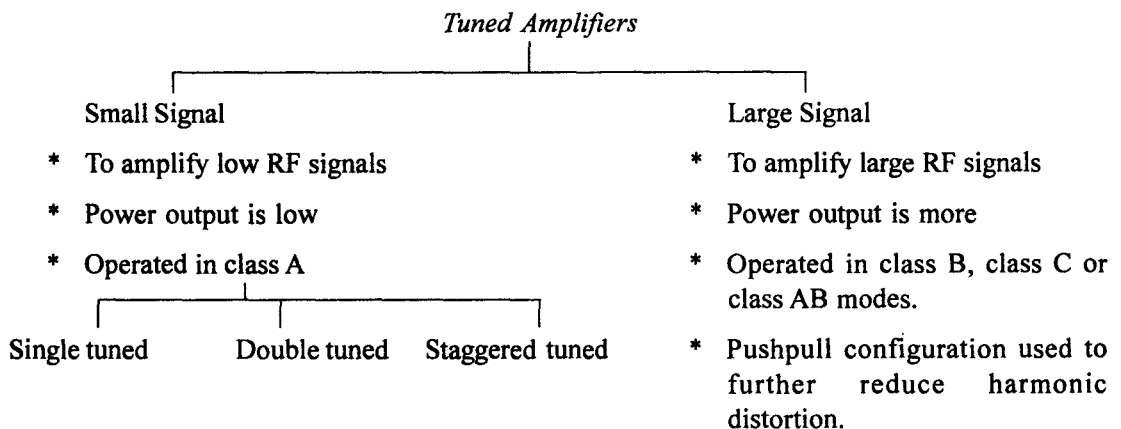 Tuned Amplifiers
Small Signal
* To amplify low RF signals
* Power output is low
* Operated in class A
Single tuned Double tuned Staggered tuned
Large Signal
* To amplify large RF signals
* Power output is more
* Operated in class B, class C or
class AB modes.
* Pushpull configuration used to
further reduce harmonic
distortion.